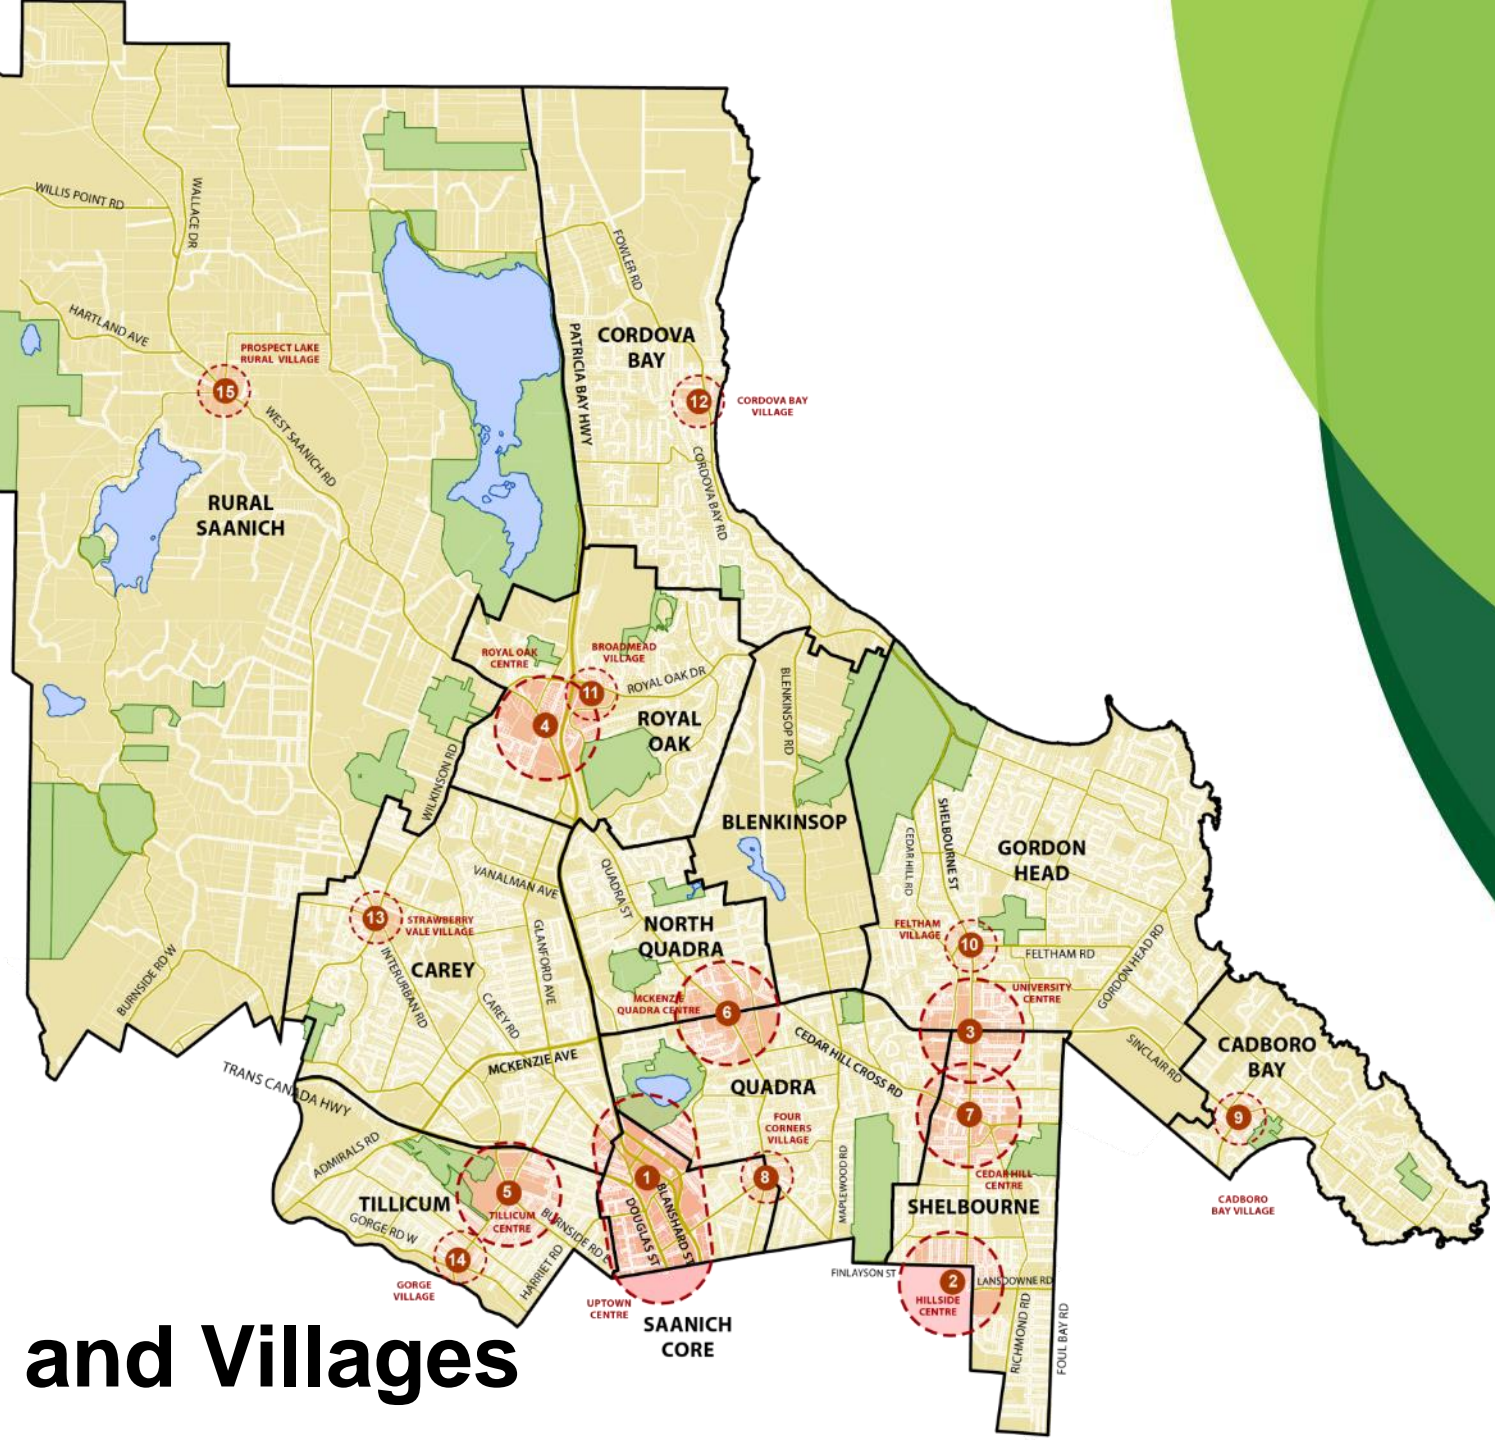 WILLIS POINT RD
WALLACE DR
HARTLAND AVE
PROSPECT LAKE
RURAL VILLAGE
15
WEST SAANICH RD
RURAL
SAANICH
FOWLER RD
CORDOVA
BAY
PATRICIA BAY HWY
12
CORDOVA BAY
VILLAGE
CORDOVA BAY RD
ROYAL OAK
CENTRE
BROADMEAD
VILLAGE
11
ROYAL OAK DR
4
ROYAL
OAK
BLENKINSOP RD
WILKINSON RD
BLENKINSOP
SHELBOURNE ST
CEDAR HILL RD
GORDON
HEAD
VANALMAN AVE
QUADRA ST
13
STRAWBERRY
VALE VILLAGE
GLANFORD AVE
NORTH
QUADRA
FELTHAM
VILLAGE
10
FELTHAM RD
GORDON HEAD RD
BURNSIDE RD W
INTERURBAN RD
CAREY
CAREY RD
MCKENZIE
QUADRA CENTRE
6
UNIVERSITY
CENTRE
3
MCKENZIE AVE
CEDAR HILL CROSS RD
SINCLAIR RD
CADBORO
BAY
TRANS CANADA HWY
QUADRA
7
9
FOUR
CORNERS
VILLAGE
ADMIRALS RD
MAPLEWOOD RD
1
8
CEDAR HILL
CENTRE
5
TILLICUM
TILLICUM
CENTRE
BLANSHARD ST
DOUGLAS ST
SHELBOURNE
CADBORO
BAY VILLAGE
GORGE RD W
BURNSIDE RD E
14
HARRIET RD
FINLAYSON ST
2
LANSDOWNE RD
HILLSIDE
CENTRE
GORGE
VILLAGE
UPTOWN
CENTRE
SAANICH
CORE
RICHMOND RD
FOUL BAY RD
and Villages